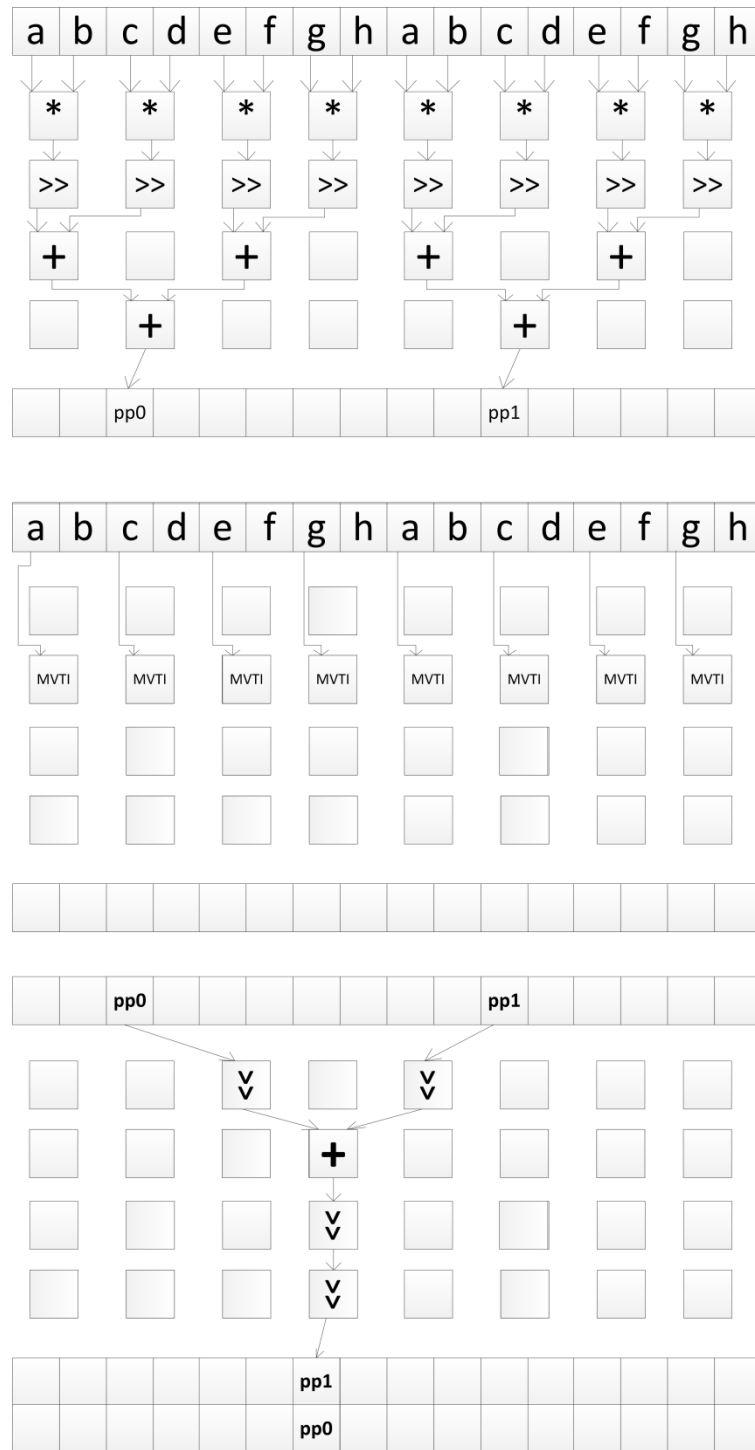 a b c d e f g h a b c d e f g h
* * * * * * * *
>> >> >> >> >> >> >> >>
+ + + +
+ +
pp0 pp1
a b c d e f g h a b c d e f g h
MVTI MVTI MVTI MVTI MVTI MVTI MVTI MVTI
pp0 pp1
>> >>
+
>>
>>
pp1
pp0